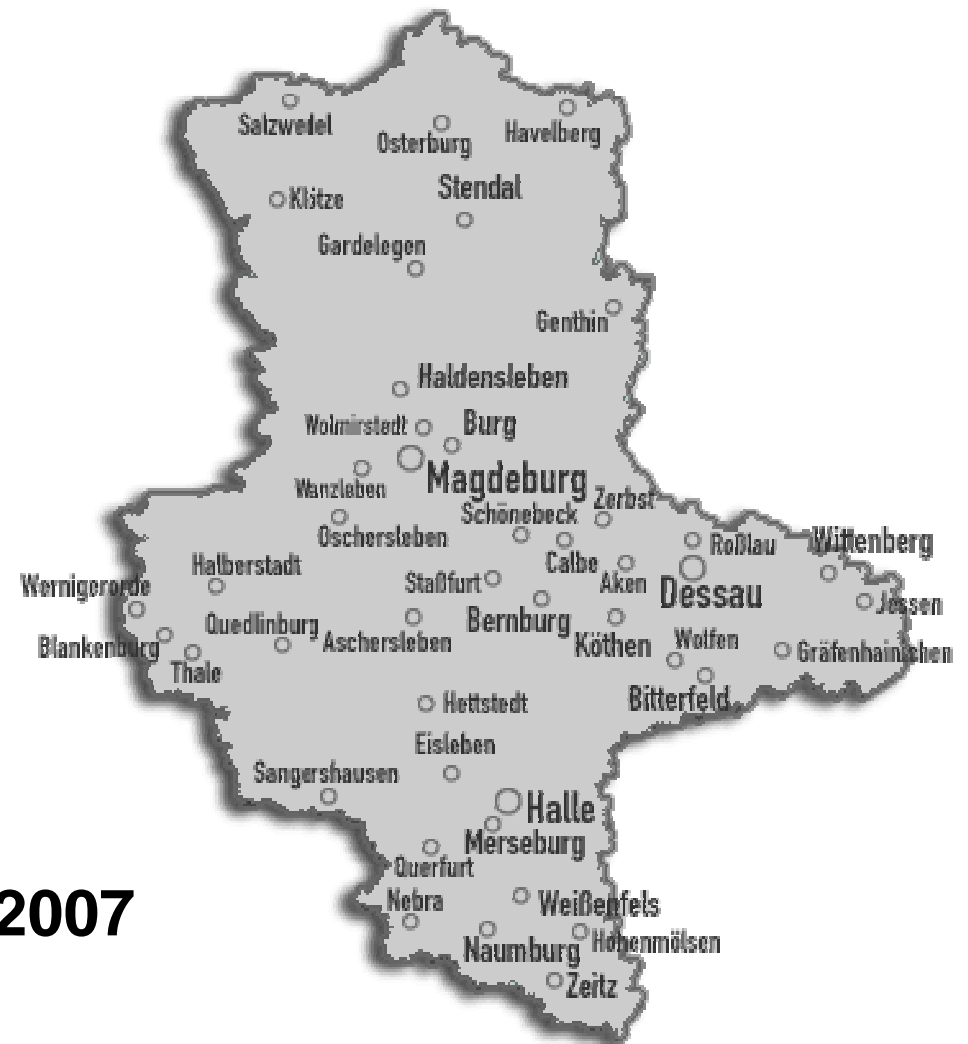 Salzwedel
Osterburg
Havelberg
Stendal
Klötze
Gardelegen
Genthin
Haldensleben
Wolmirstedt
Burg
Magdeburg
Wanzleben
Zerbst
Schönebeck
Oschersleben
Roßlau
Wittenberg
Halberstadt
Calbe
Wernigerorde
Staßfurt
Aken
Dessau
Jessen
Quedlinburg
Bernburg
Blankenburg
Aschersleben
Köthen
Wolfen
Gräfenhainichen
Thale
Bitterfeld
Hettstedt
Eisleben
Sangershausen
Halle
Merseburg
Querfurt
Nebra
Weißenfels
2007
Naumburg
Hohenmölsen
Zeitz